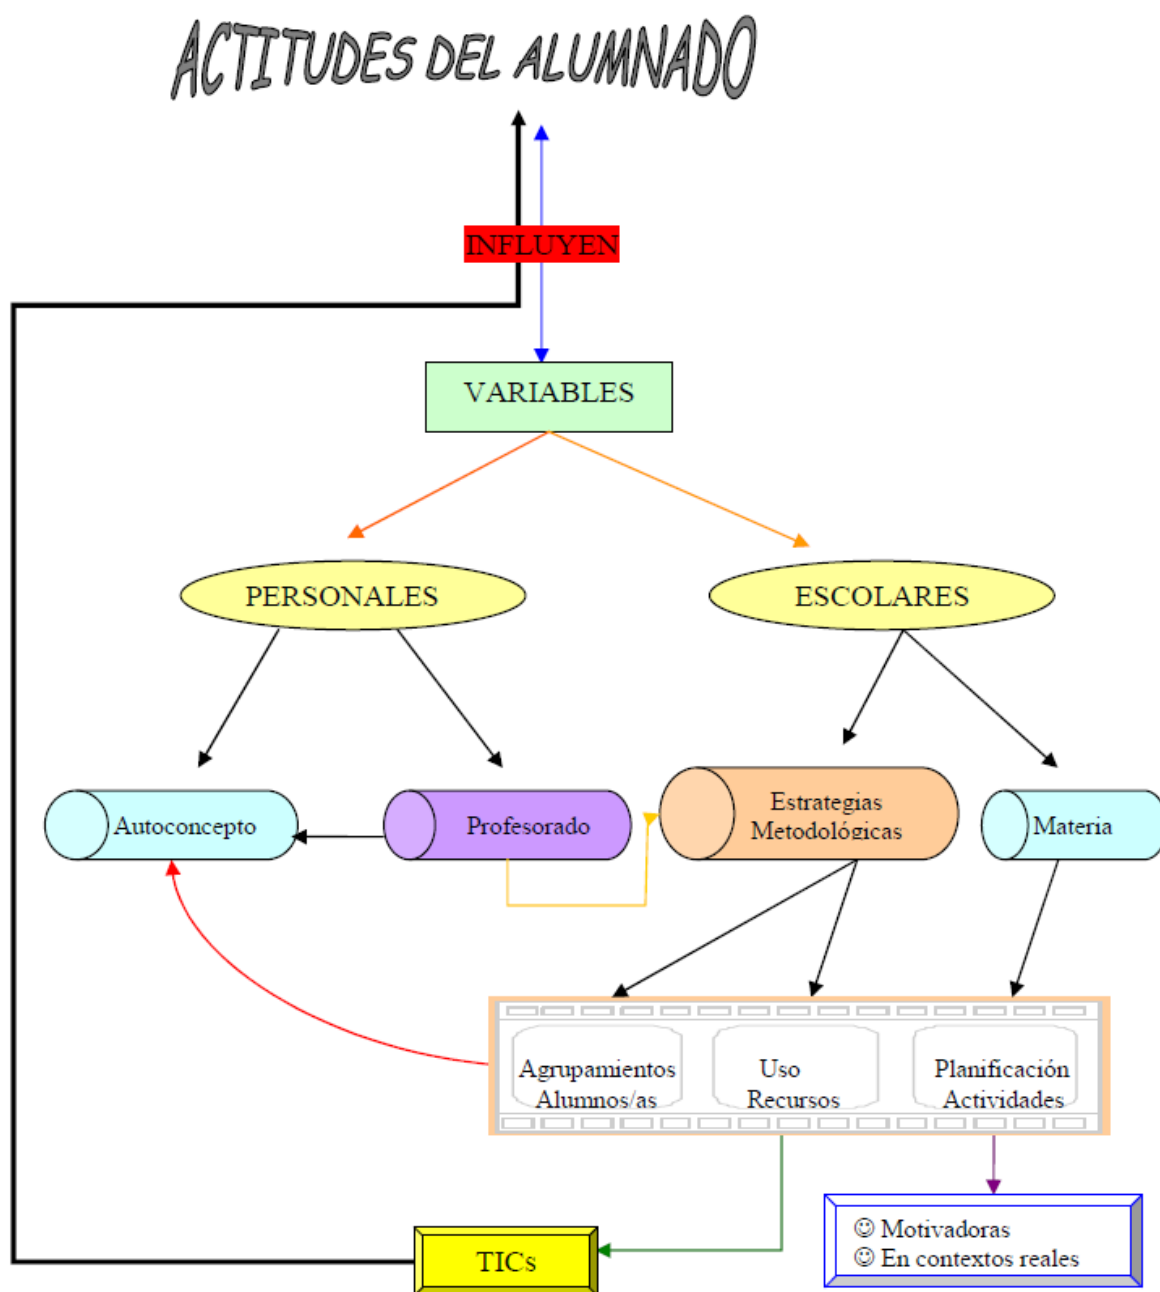 ACTITUDES DEL ALUMNADO
INFLUYEN
VARIABLES
PERSONALES
ESCOLARES
Autoconcepto
Profesorado
Estrategias
Metodológicas
Materia
Agrupamientos
Alumnos/as
Uso
Recursos
Planificación
Actividades
☺ Motivadoras
☺ En contextos reales
TICs